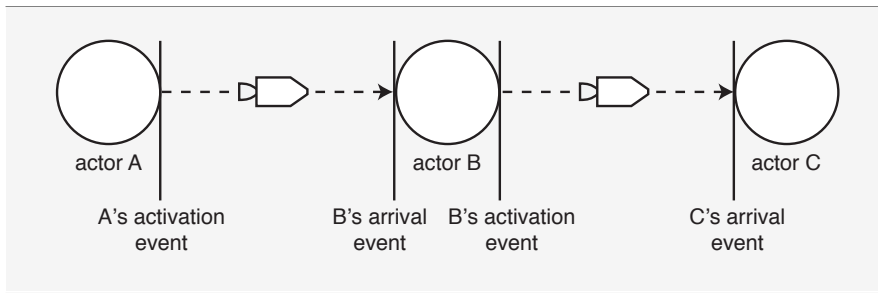 actor A
actor B
actor C
A's activation
event
B's arrival
event
B's activation
event
C's arrival
event